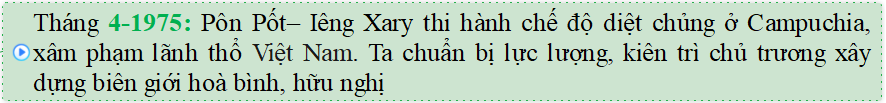 Tháng 4-1975: Pôn Pốt– Iêng Xary thi hành chế độ diệt chủng ở Campuchia,
xâm phạm lãnh thổ Việt Nam. Ta chuẩn bị lực lượng, kiên trì chủ trương xây
dựng biên giới hoà bình, hữu nghị